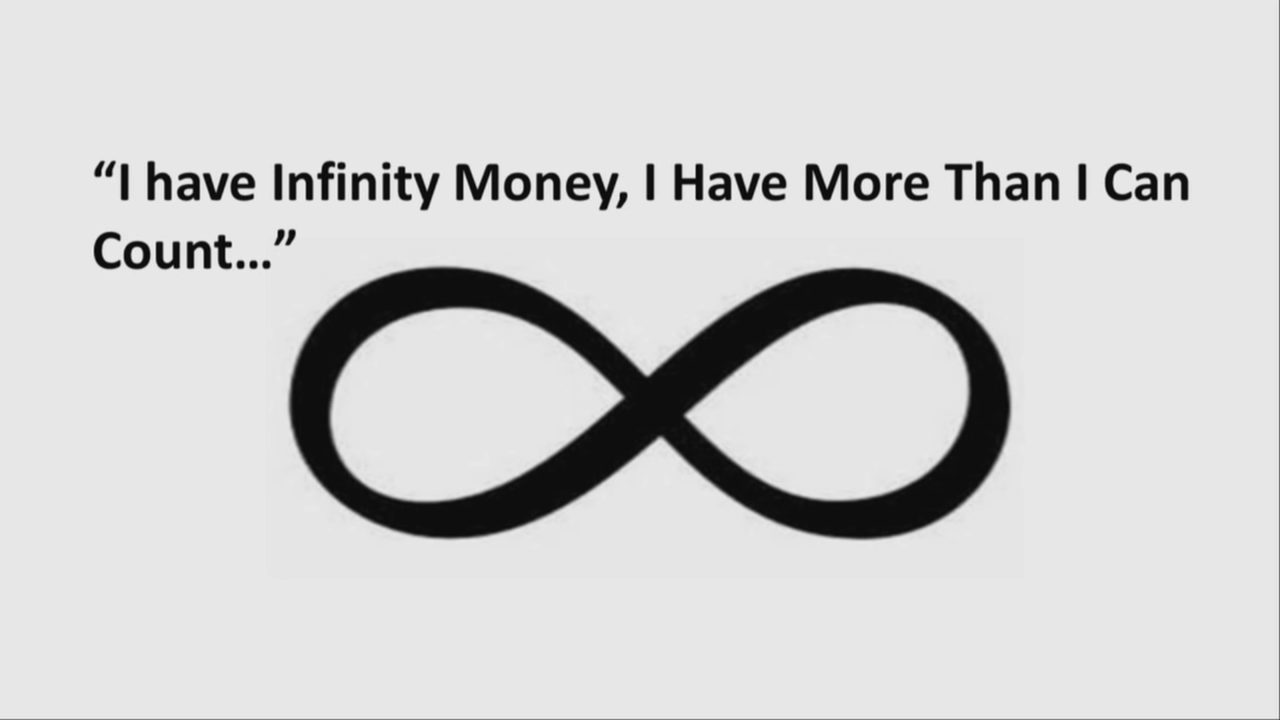 “I have Infinity Money, I Have More Than I Can
Count...”